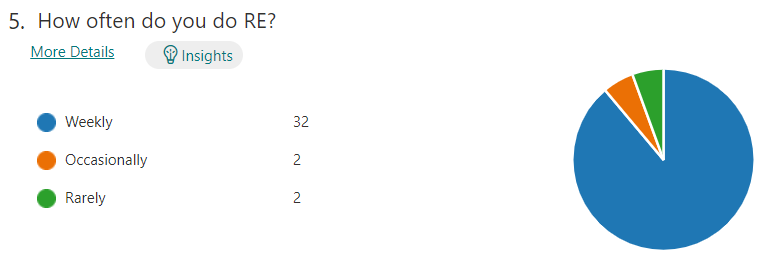 5. How often do you do RE?
More Details
Insights
Weekly 32
Occasionally 2
Rarely 2